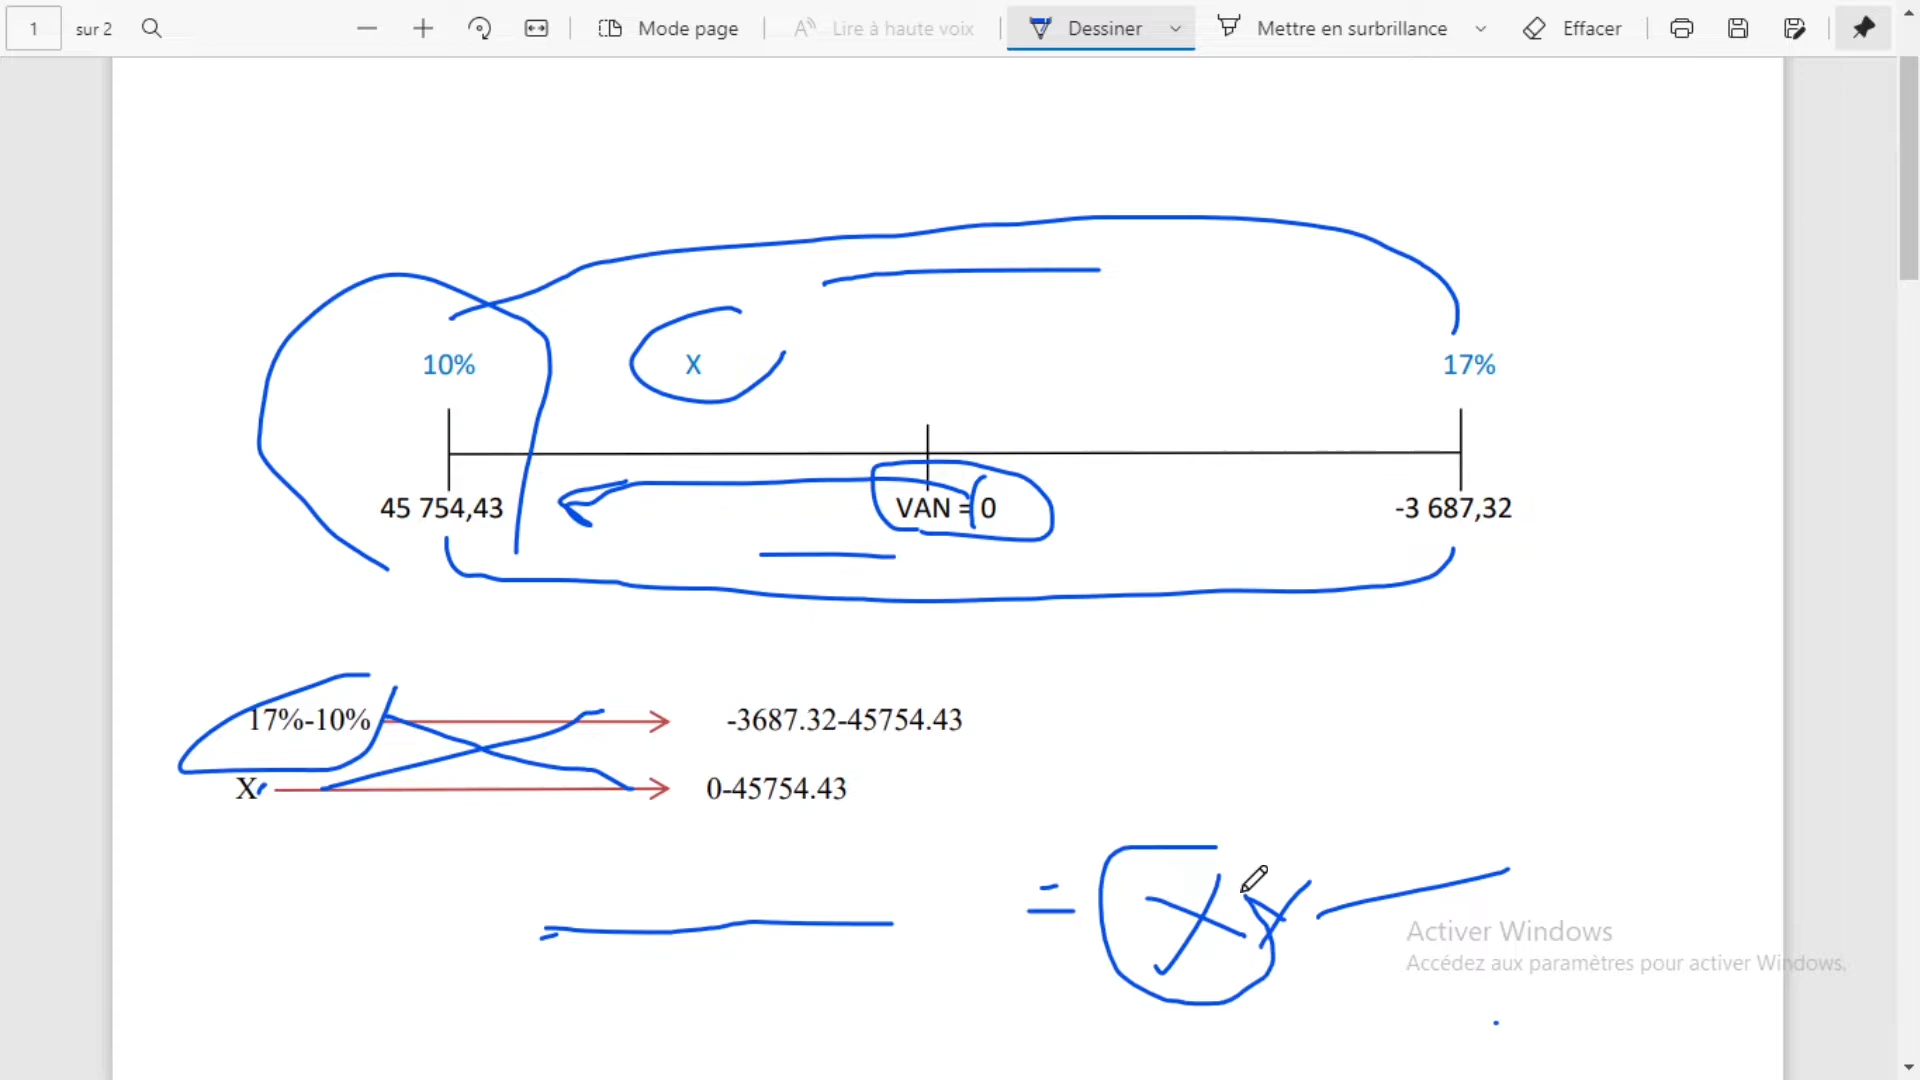 1 sur 2 Mode page Lire à haute voix Dessiner Mettre en surbrillance Effacer
10% X 17%
45 754,43 VAN = 0 -3 687,32
17%-10% -3687.32-45754.43
X 0-45754.43
= X x
Activer Windows
Accédez aux paramètres pour activer Windows.